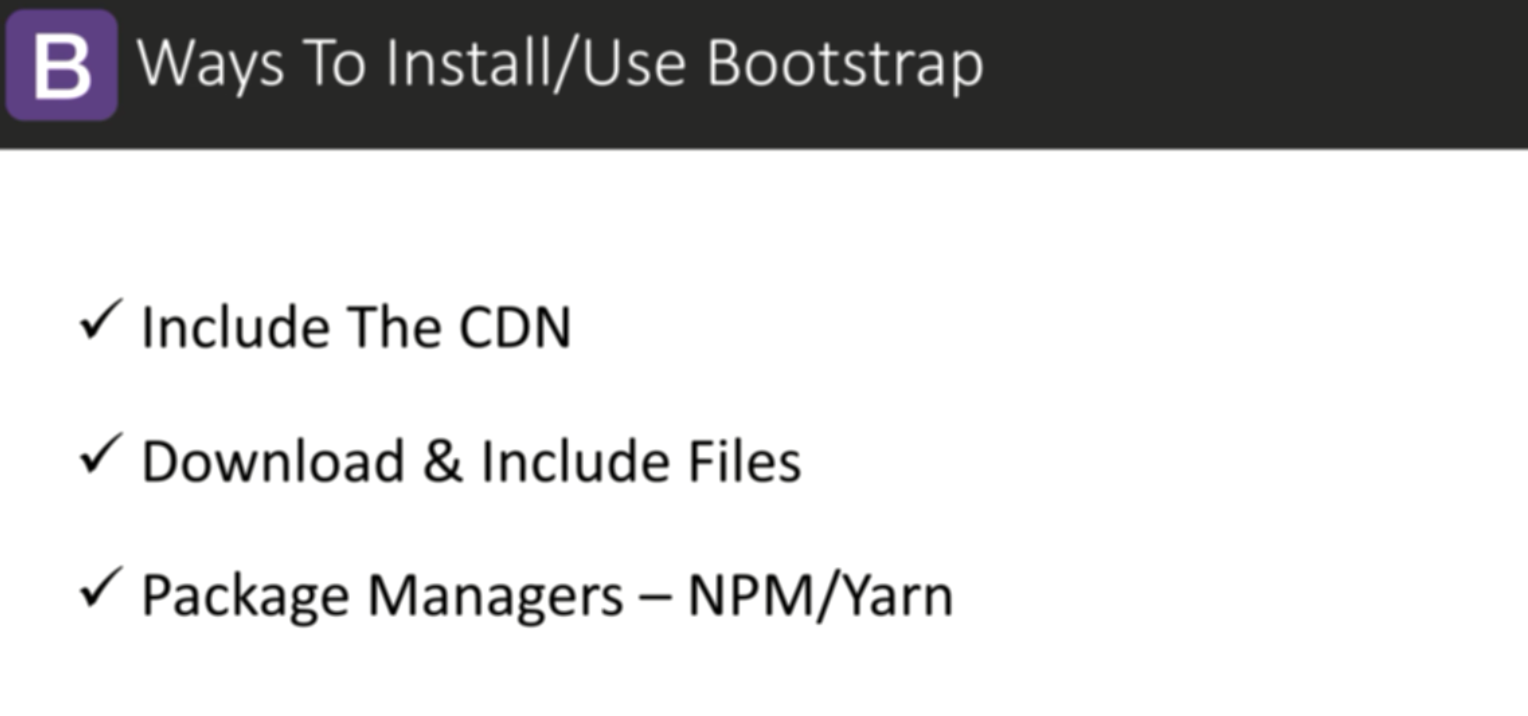 B Ways To Install/Use Bootstrap
✓ Include The CDN
✓ Download & Include Files
✓ Package Managers – NPM/Yarn